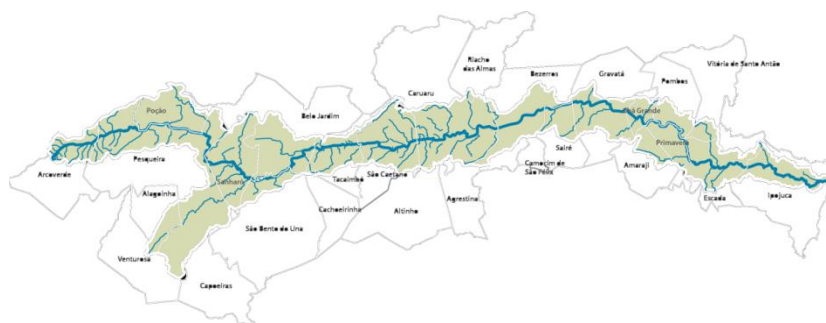 Riacho
das Almas
Vitória de Santo Antão
Bezerros
Gravatá
Pombos
Caruaru
Poção
Belo Jardim
Chã Grande
Primavera
Pesqueira
Sairé
Amaraji
Camocim de
São Félix
Arcoverde
Sanharó
Tacaimbó
São Caetano
Alagoinha
Escada
Ipojuca
Agrestina
Cachoeirinha
Altinho
São Bento do Una
Venturosa
Capoeiras